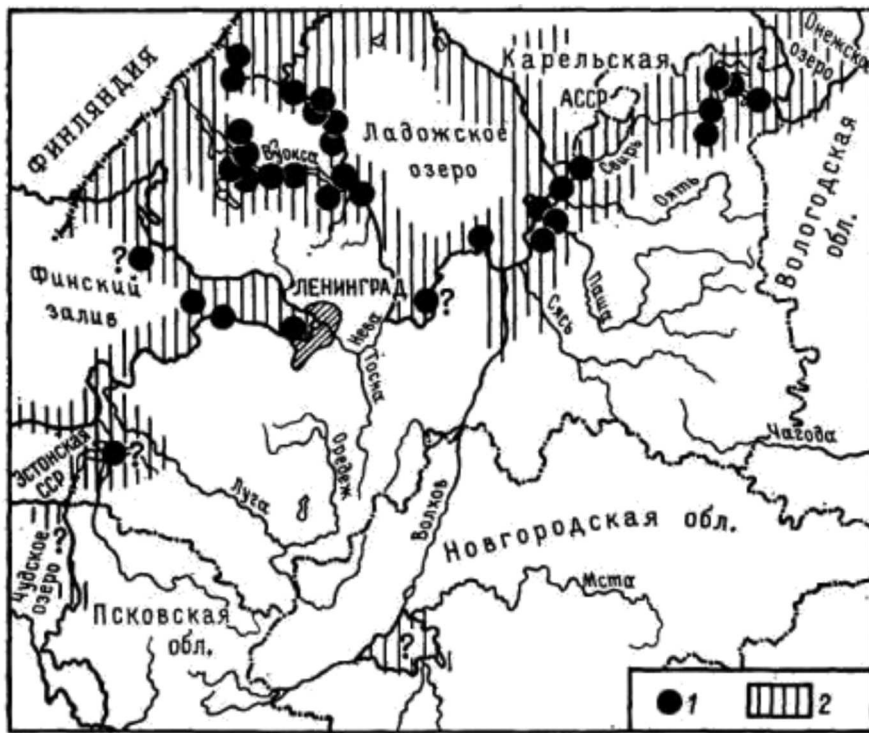 ФИНЛЯНДИЯ
Карельская
АССР
Онежское
озеро
Ладожское
озеро
Вуокса
Свирь
Оять
Вологодская
обл.
Финский
залив
?
ЛЕНИНГРАД
Нева
?
Тосна
Паша
Сясь
Эстонская
ССР
?
Луга
Оредеж
Волхов
Чагода
Новгородская обл.
Чудское
озеро
?
Псковская
обл.
Мста
?
1
2